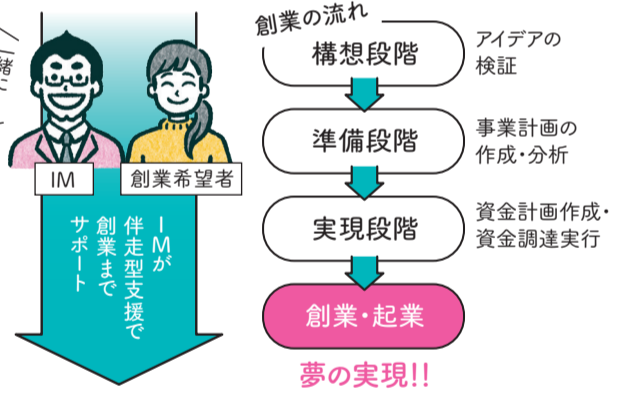 緒に
IM
創業希望者
IMが
伴走型支援で
創業まで
サポート
創業の流れ
構想段階
アイデアの
検証
準備段階
事業計画の
作成・分析
実現段階
資金計画作成・
資金調達実行
創業・起業
夢の実現!!